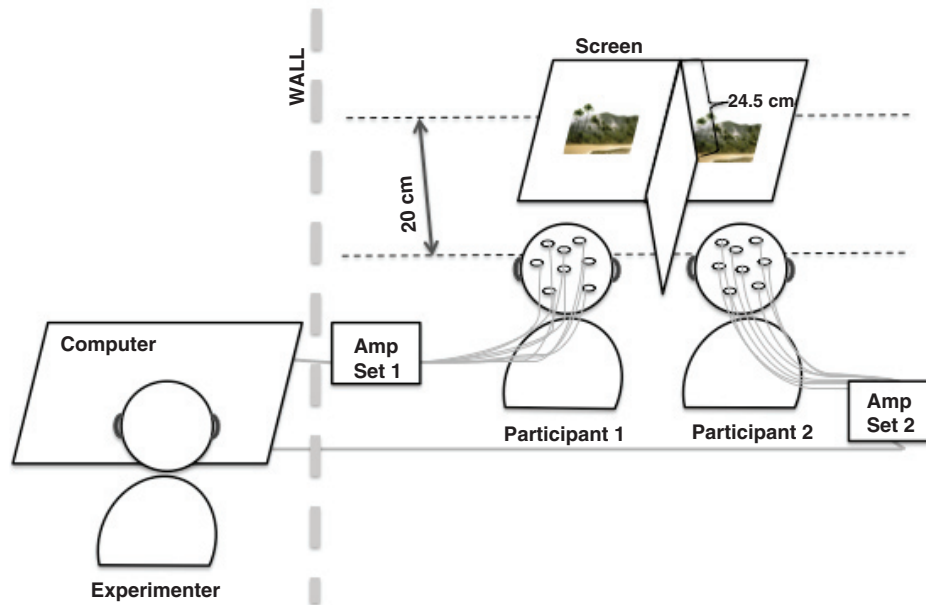 WALL
Screen
24.5 cm
20 cm
Computer
Amp
Set 1
Amp
Set 2
Participant 1
Participant 2
Experimenter